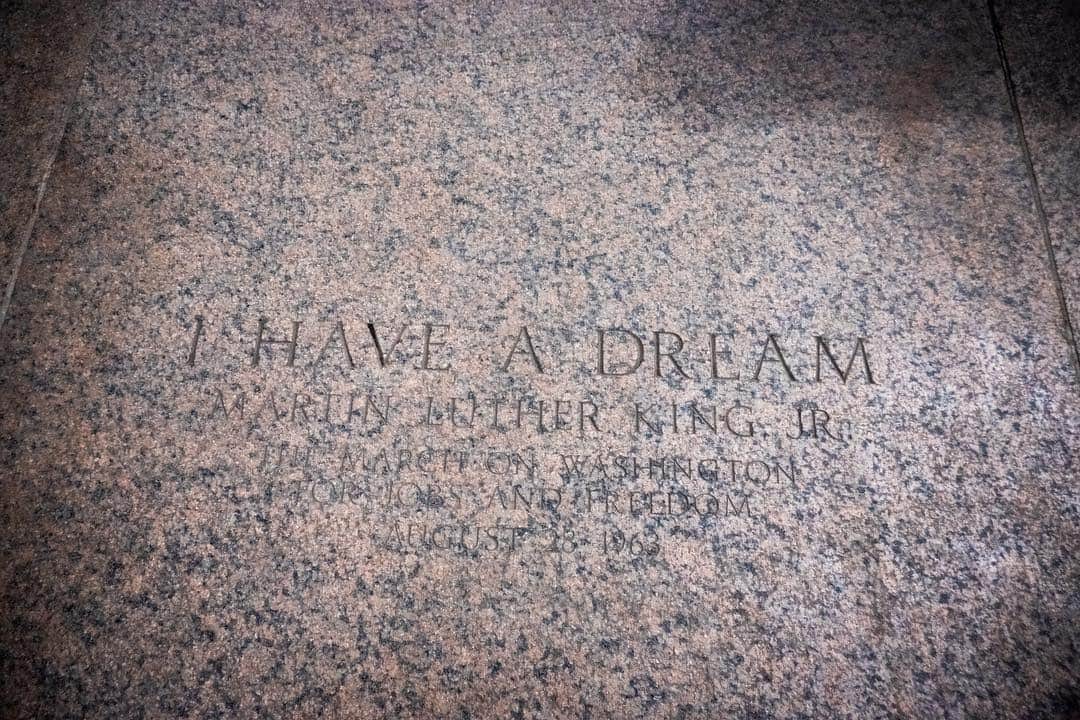 I HAVE A DREAM
MARTIN LUTHER KING JR.
THE MARCH ON WASHINGTON
FOR JOBS AND FREEDOM
AUGUST 28 1963